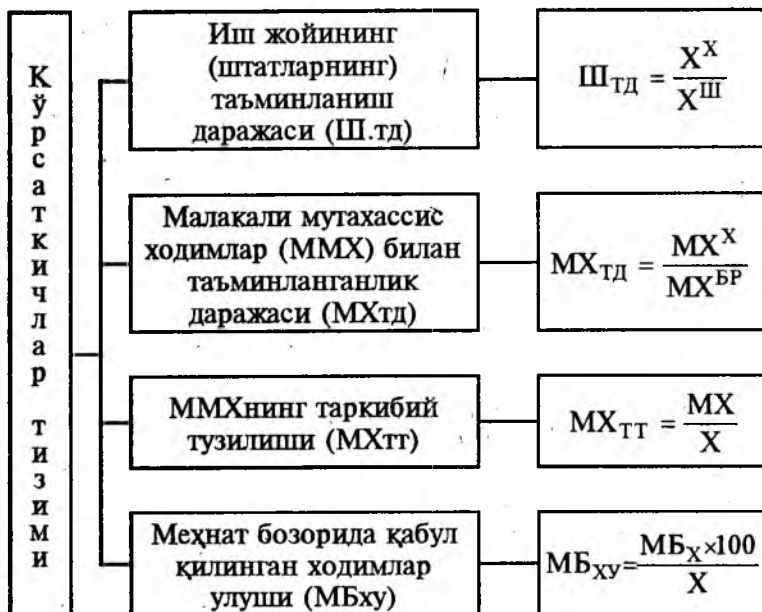 Кўрсаткичлар тизими
Иш жойининг
(штатларнинг)
таъминланиш
даражаси (Ш.тд)
Ш_ТД = X^X / X^Ш
Малакали мутахассис
ходимлар (ММХ) билан
таъминланганлик
даражаси (МХтд)
МХ_ТД = МХ^Х / МХ^БР
ММХнинг таркибий
тузилиши (МХтт)
МХ_ТТ = МХ / Х
Меҳнат бозорида қабул
қилинган ходимлар
улуши (МБху)
МБ_ХУ = МБ_Х×100 / Х